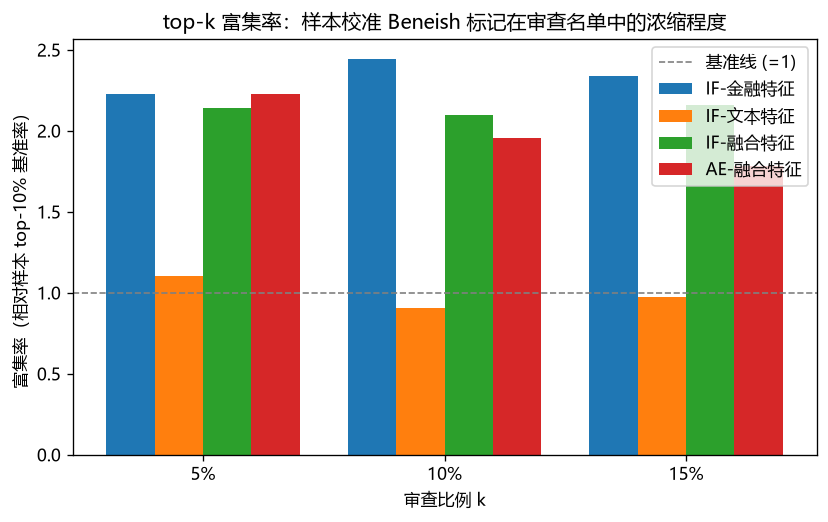 top-k 富集率：样本校准 Beneish 标记在审查名单中的浓缩程度
富集率（相对样本 top-10% 基准率）
2.5
2.0
1.5
1.0
0.5
0.0
基准线 (=1)
IF-金融特征
IF-文本特征
IF-融合特征
AE-融合特征
5%
10%
15%
审查比例 k